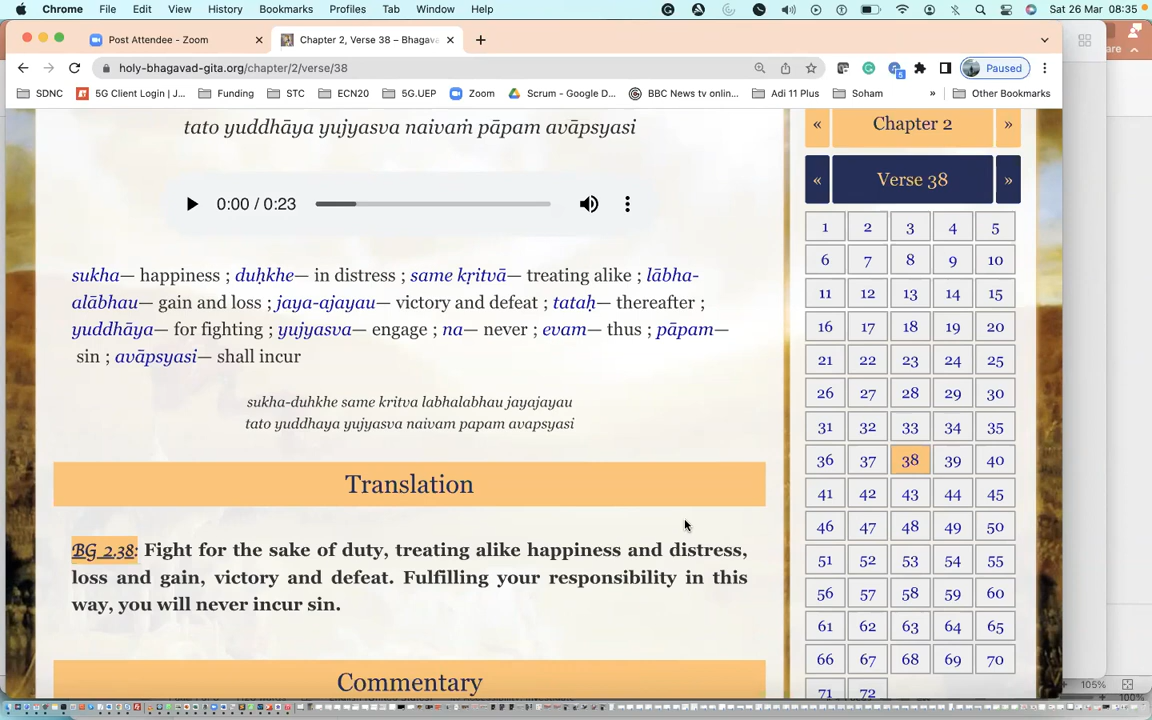 Chrome File Edit View History Bookmarks Profiles Tab Window Help Sat 26 Mar 08:35
Post Attendee - Zoom Chapter 2, Verse 38 – Bhagava
holy-bhagavad-gita.org/chapter/2/verse/38 Paused
SDNC 5G Client Login | J... Funding STC ECN20 5G.UEP Zoom Scrum - Google D... BBC News tv onlin... Adi 11 Plus Soham » Other Bookmarks
tato yuddhāya yujyasva naivaṁ pāpam avāpsyasi
0:00 / 0:23
sukha— happiness ; duḥkhe— in distress ; same kṛitvā— treating alike ; lābha-
alābhau— gain and loss ; jaya-ajayau— victory and defeat ; tataḥ— thereafter ;
yuddhāya— for fighting ; yujyasva— engage ; na— never ; evam— thus ; pāpam—
sin ; avāpsyasi— shall incur
sukha-duhkhe same kritva labhalabhau jayajayau
tato yuddhaya yujyasva naivam papam avapsyasi
Translation
BG 2.38: Fight for the sake of duty, treating alike happiness and distress,
loss and gain, victory and defeat. Fulfilling your responsibility in this
way, you will never incur sin.
Commentary
« Chapter 2 »
« Verse 38 »
1 2 3 4 5
6 7 8 9 10
11 12 13 14 15
16 17 18 19 20
21 22 23 24 25
26 27 28 29 30
31 32 33 34 35
36 37 38 39 40
41 42 43 44 45
46 47 48 49 50
51 52 53 54 55
56 57 58 59 60
61 62 63 64 65
66 67 68 69 70
71 72
are
105%
100%